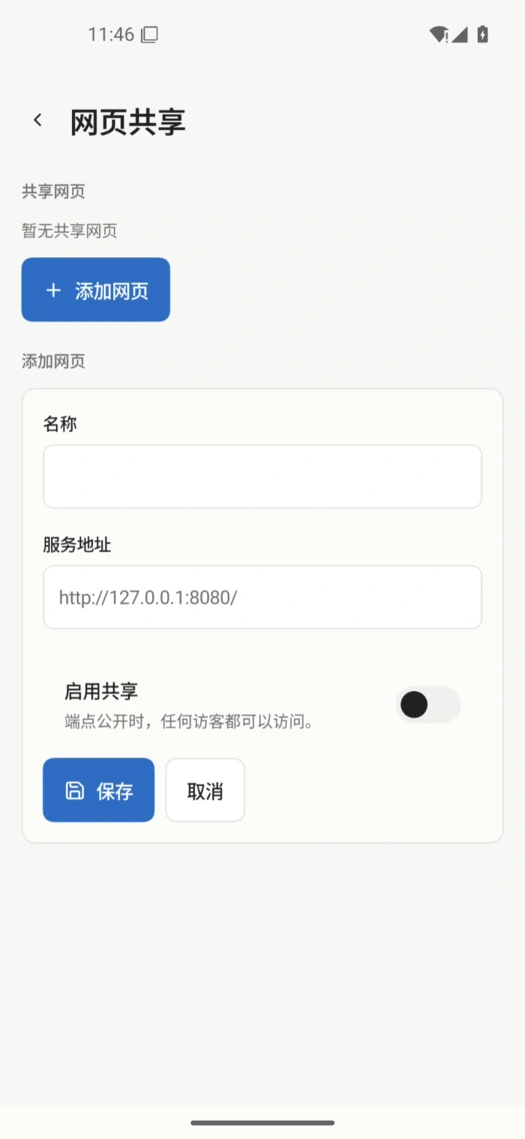 11:46
网页共享
共享网页
暂无共享网页
添加网页
添加网页
名称
服务地址
http://127.0.0.1:8080/
启用共享
端点公开时，任何访客都可以访问。
保存
取消